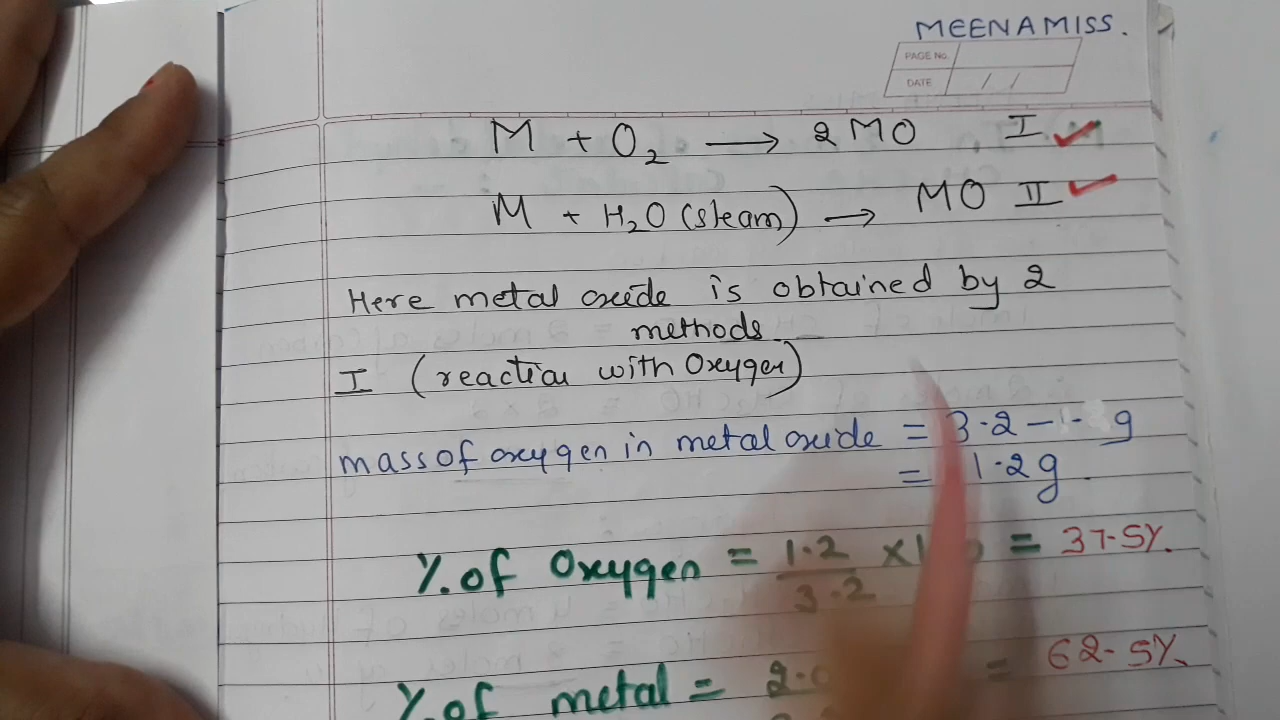 MEENAMISS.
PAGE No.
DATE / /
M + O₂ → 2MO I ✓
M + H₂O (steam) → MO II ✓
Here metal oxide is obtained by 2
methods
I (reaction with Oxygen)
mass of oxygen in metal oxide = 3.2 - g
= 1.2g
% of Oxygen = 1.2/3.2 × = 37.5%
% of metal = = 62.5%